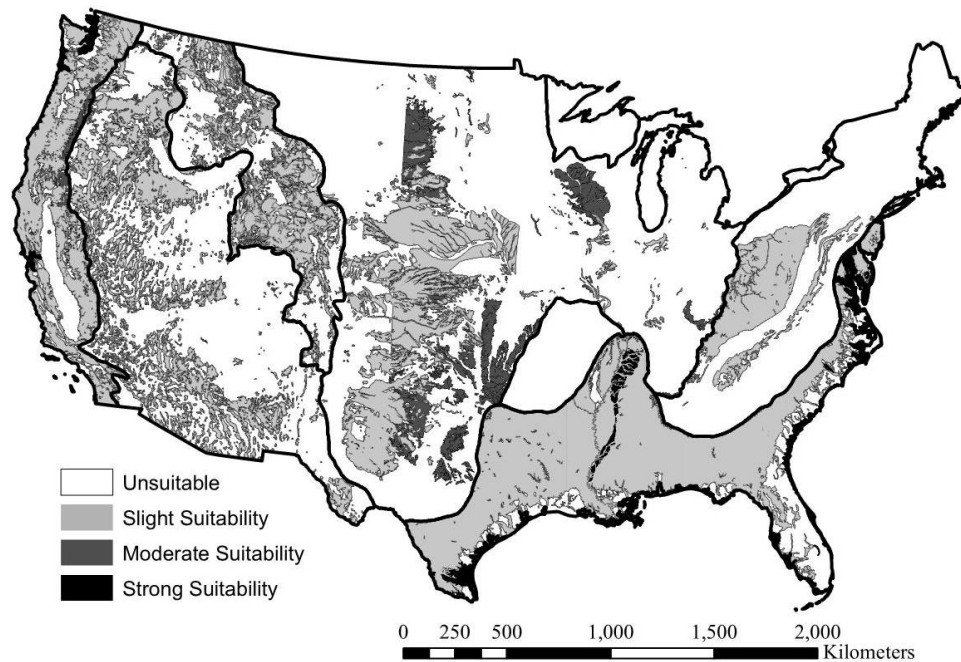 Unsuitable
Slight Suitability
Moderate Suitability
Strong Suitability
0 250 500 1,000 1,500 2,000
Kilometers